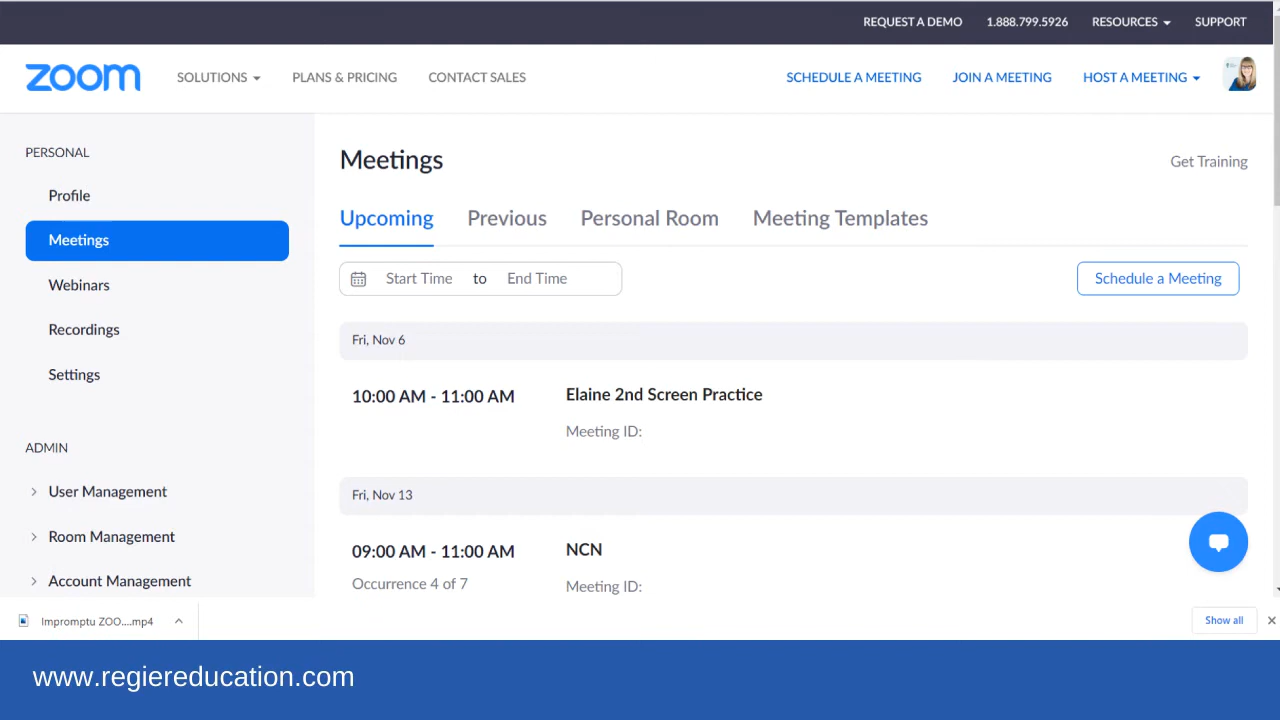 REQUEST A DEMO 1.888.799.5926 RESOURCES SUPPORT
zoom SOLUTIONS PLANS & PRICING CONTACT SALES SCHEDULE A MEETING JOIN A MEETING HOST A MEETING
PERSONAL
Profile
Meetings
Webinars
Recordings
Settings
ADMIN
User Management
Room Management
Account Management
Meetings
Get Training
Upcoming Previous Personal Room Meeting Templates
Start Time to End Time
Schedule a Meeting
Fri, Nov 6
10:00 AM - 11:00 AM Elaine 2nd Screen Practice
Meeting ID:
Fri, Nov 13
09:00 AM - 11:00 AM NCN
Occurrence 4 of 7 Meeting ID:
Impromptu ZOO....mp4 Show all
www.regiereducation.com